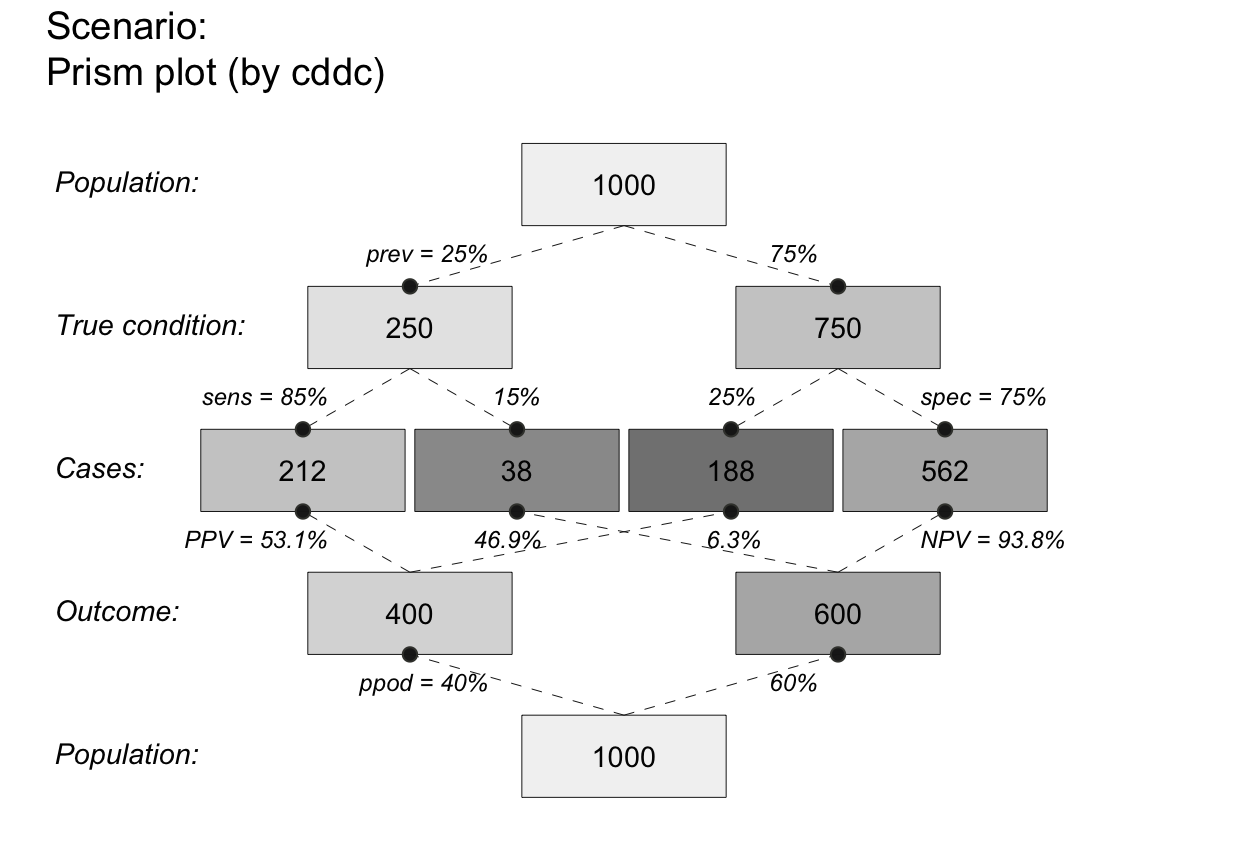 Scenario:
Prism plot (by cddc)
Population:
1000
prev = 25%
75%
True condition:
250
750
sens = 85%
15%
25%
spec = 75%
Cases:
212
38
188
562
PPV = 53.1%
46.9%
6.3%
NPV = 93.8%
Outcome:
400
600
ppod = 40%
60%
Population:
1000